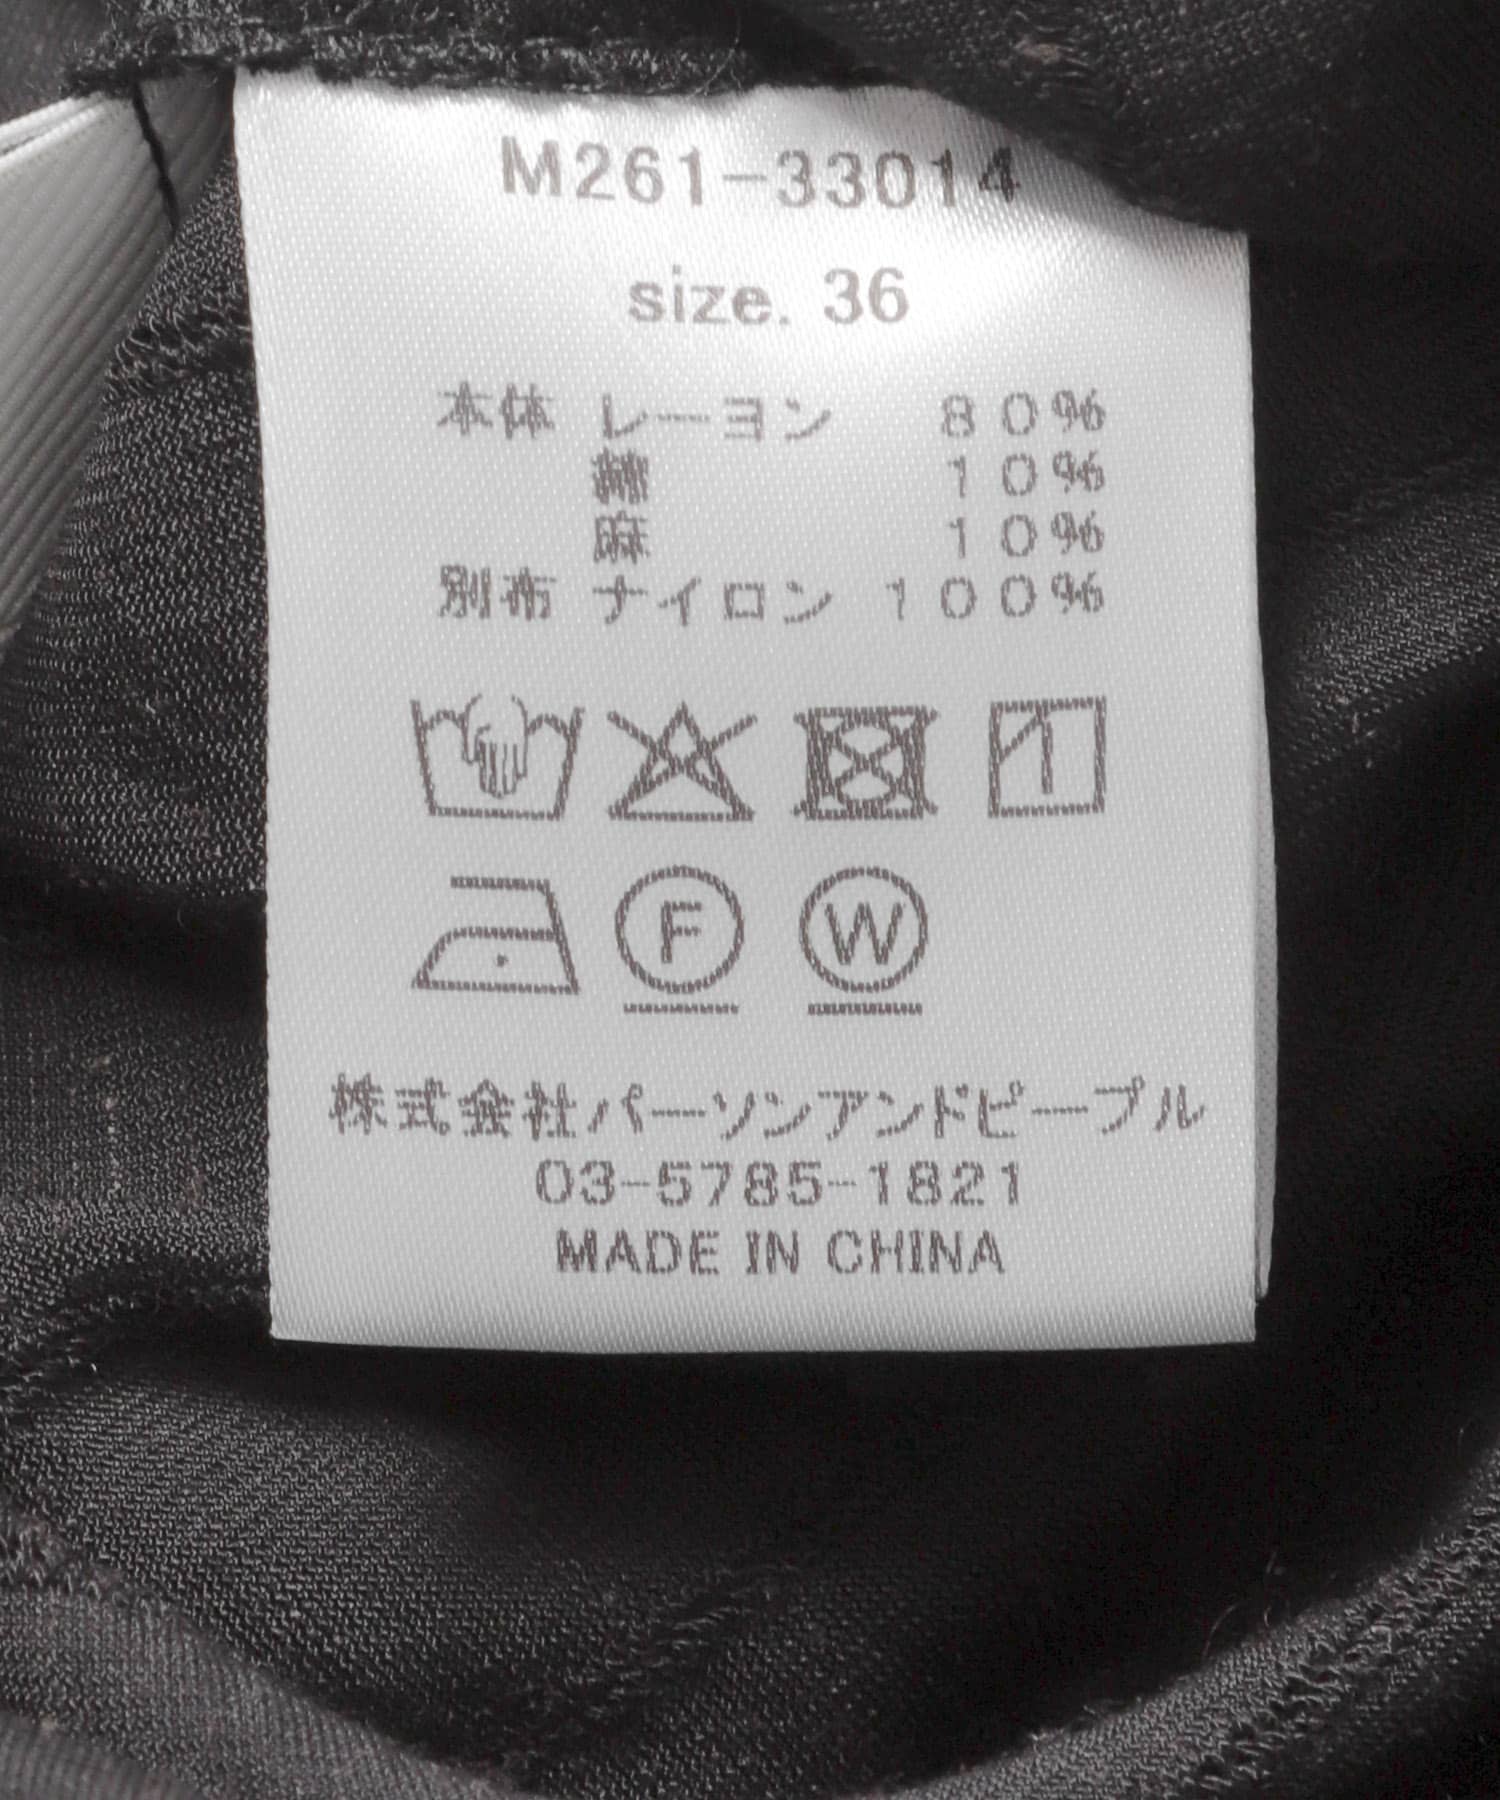 M261-33014
size. 36
本体 レーヨン 80%
綿 10%
麻 10%
別布 ナイロン 100%
F
W
株式会社パーソンアンドピープル
03-5785-1821
MADE IN CHINA